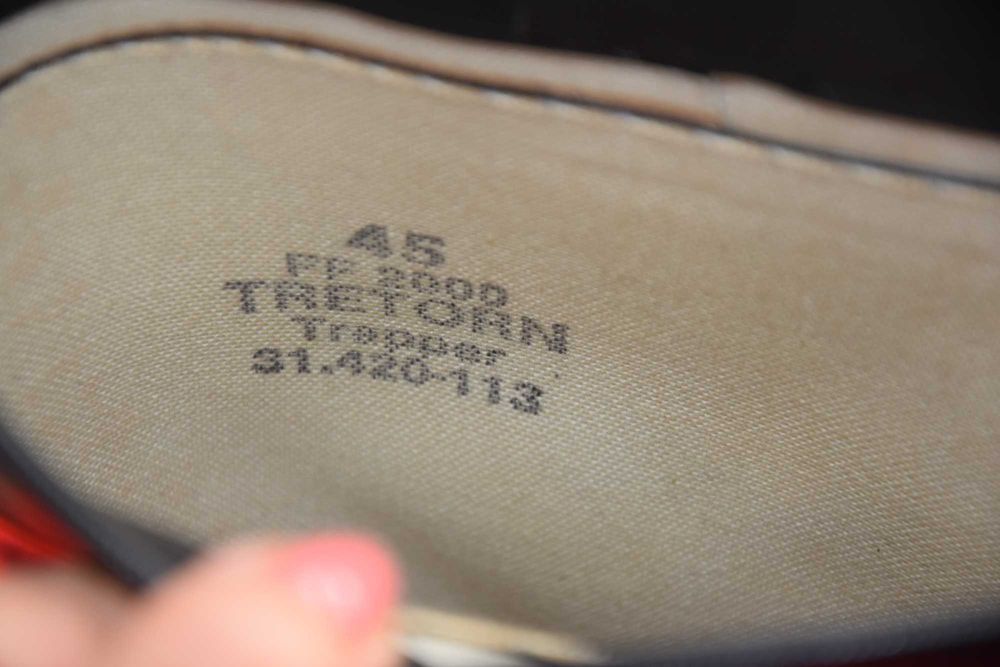 45
FF 2000
TRETORN
Trapper
31.420-113